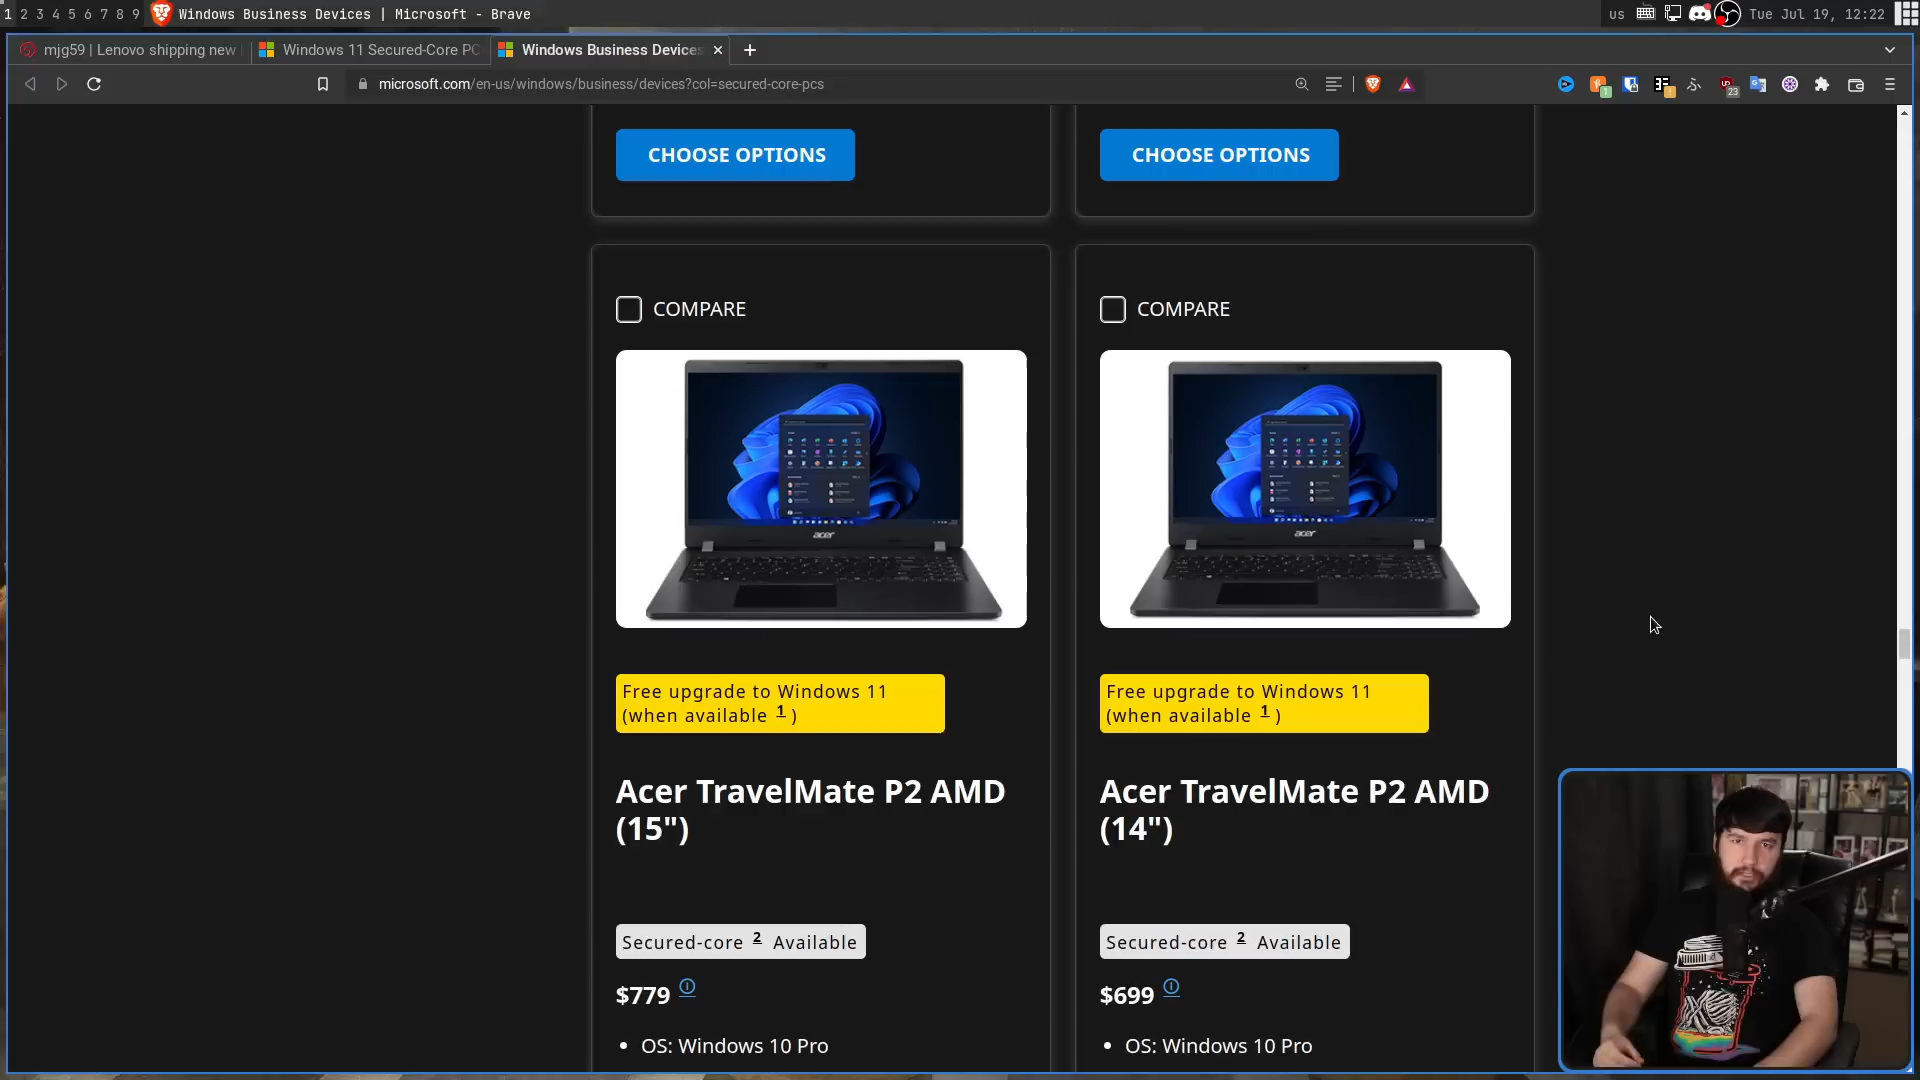 1 2 3 4 5 6 7 8 9 Windows Business Devices | Microsoft - Brave
us Tue Jul 19, 12:22
mjg59 | Lenovo shipping new
Windows 11 Secured-Core PC
Windows Business Devices
microsoft.com/en-us/windows/business/devices?col=secured-core-pcs
1
23
CHOOSE OPTIONS
CHOOSE OPTIONS
COMPARE
COMPARE
acer
acer
Free upgrade to Windows 11
(when available 1 )
Free upgrade to Windows 11
(when available 1 )
Acer TravelMate P2 AMD
(15")
Acer TravelMate P2 AMD
(14")
Secured-core 2 Available
Secured-core 2 Available
$779
$699
• OS: Windows 10 Pro
• OS: Windows 10 Pro